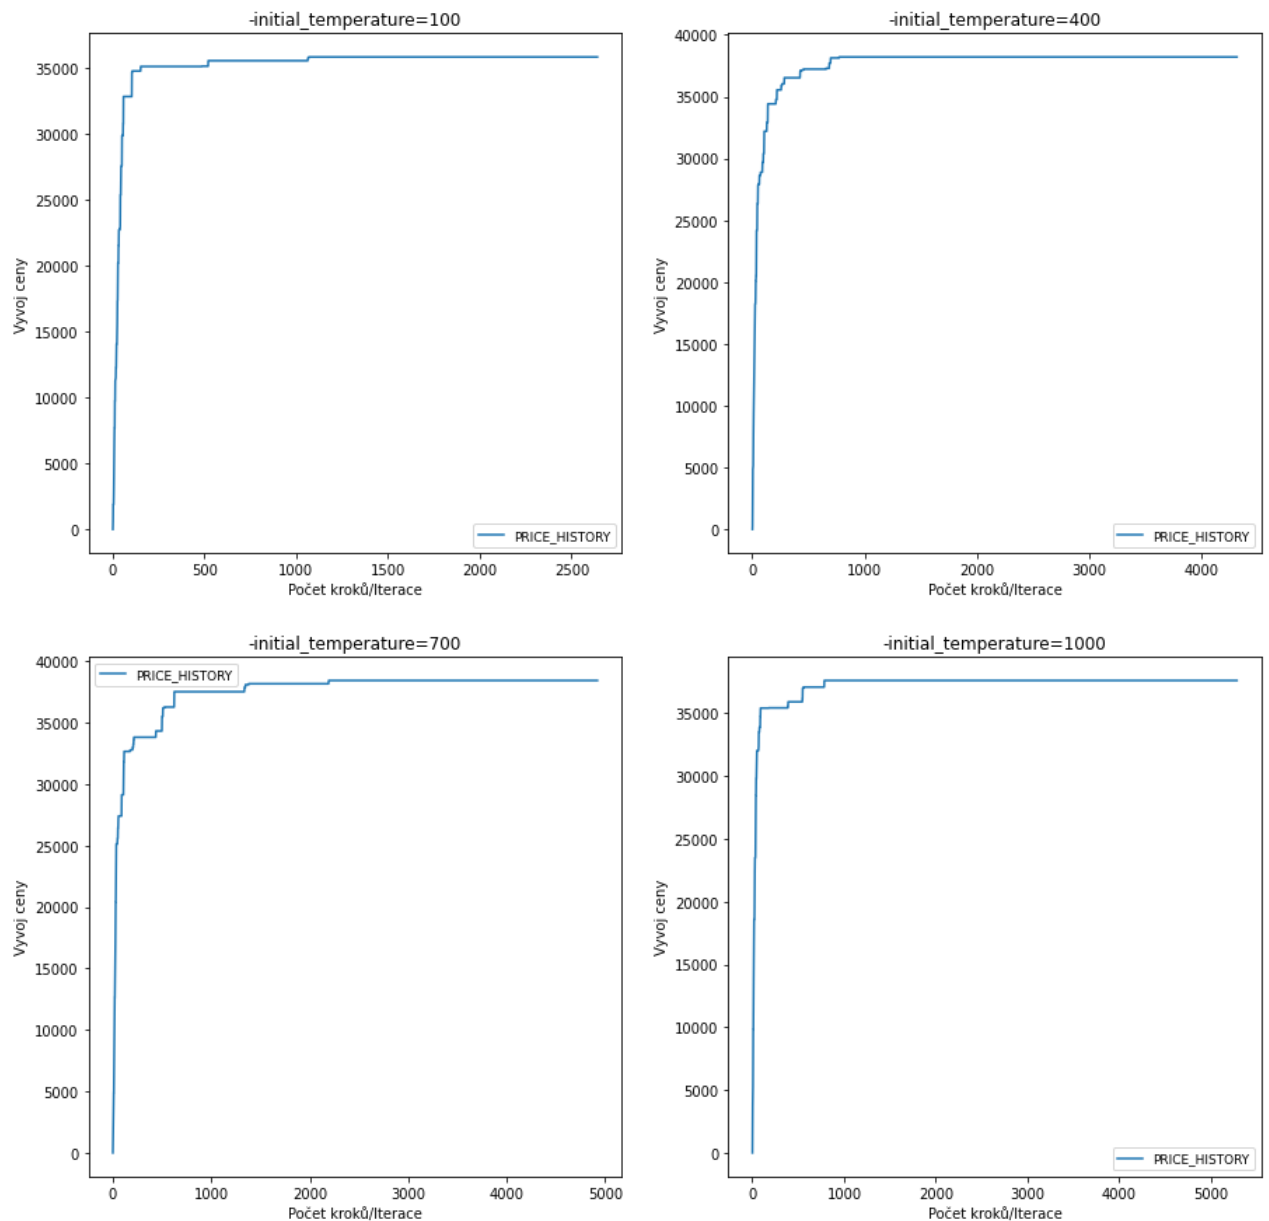 -initial_temperature=100
35000
30000
25000
20000
15000
10000
5000
0
Vyvoj ceny
PRICE_HISTORY
0 500 1000 1500 2000 2500
Počet kroků/Iterace
-initial_temperature=400
40000
35000
30000
25000
20000
15000
10000
5000
0
Vyvoj ceny
PRICE_HISTORY
0 1000 2000 3000 4000
Počet kroků/Iterace
-initial_temperature=700
PRICE_HISTORY
40000
35000
30000
25000
20000
15000
10000
5000
0
Vyvoj ceny
0 1000 2000 3000 4000 5000
Počet kroků/Iterace
-initial_temperature=1000
35000
30000
25000
20000
15000
10000
5000
0
Vyvoj ceny
PRICE_HISTORY
0 1000 2000 3000 4000 5000
Počet kroků/Iterace